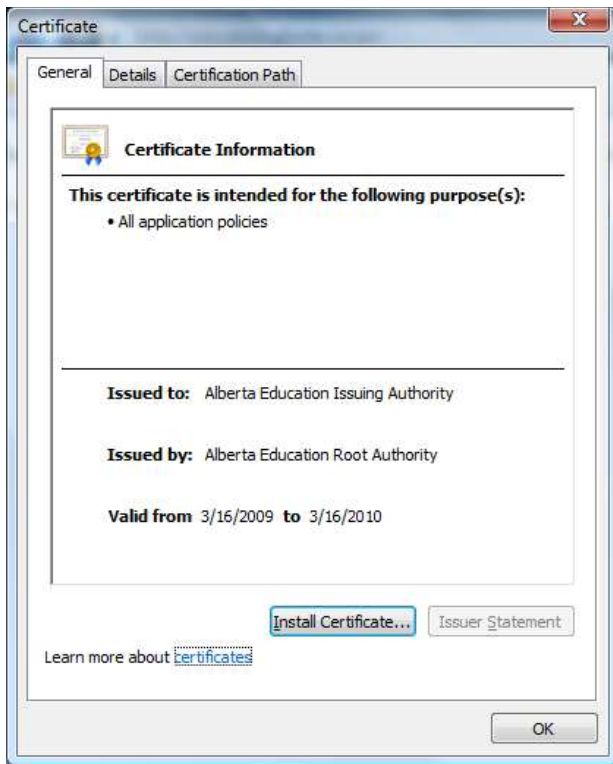 Certificate
General Details Certification Path
Certificate Information
This certificate is intended for the following purpose(s):
• All application policies
Issued to: Alberta Education Issuing Authority
Issued by: Alberta Education Root Authority
Valid from 3/16/2009 to 3/16/2010
Install Certificate... Issuer Statement
Learn more about certificates
OK